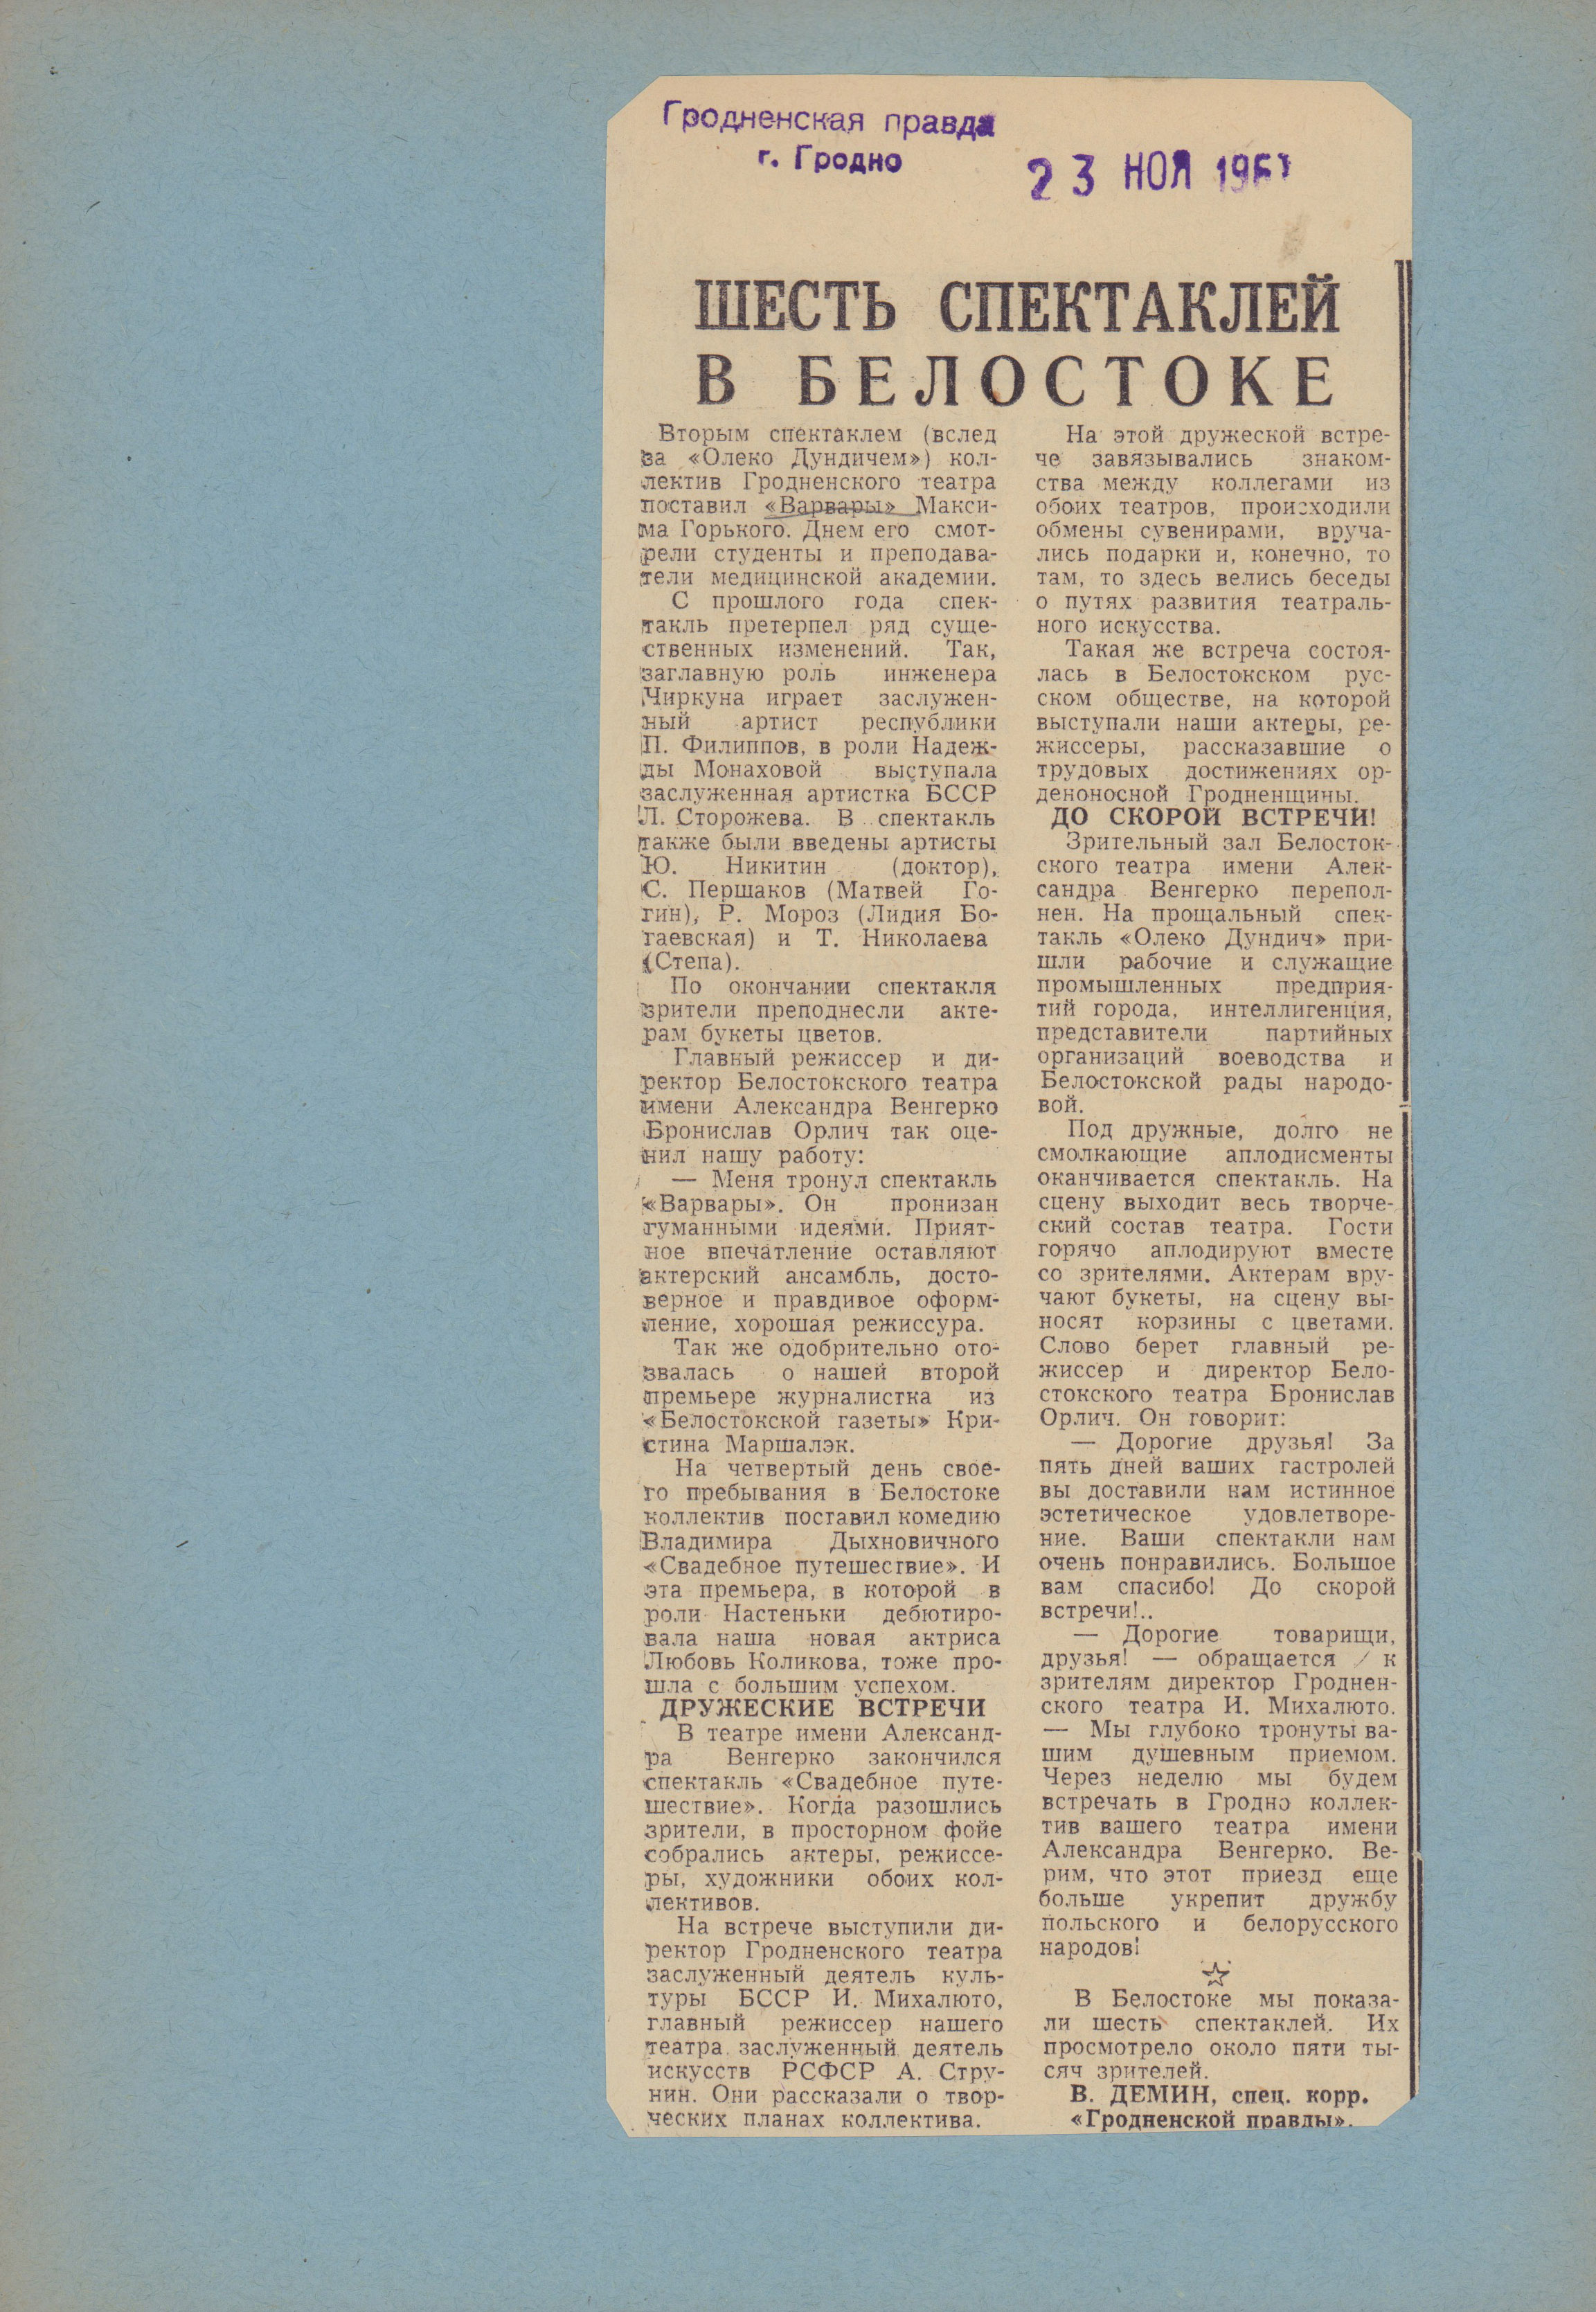 Гродненская правда
г. Гродно
23 НОЯ
ШЕСТЬ СПЕКТАКЛЕЙ
В БЕЛОСТОКЕ
Вторым спектаклем (вслед
за «Олеко Дундичем») кол-
лектив Гродненского театра
поставил «Варвары» Макси-
ма Горького. Днем его смот-
рели студенты и преподава-
тели медицинской академии.
С прошлого года спек-
такль претерпел ряд суще-
ственных изменений. Так,
заглавную роль инженера
Чиркуна играет заслужен-
ный артист республики
П. Филиппов, в роли Надеж-
ды Монаховой выступала
заслуженная артистка БССР
Л. Сторожева. В спектакль
также были введены артисты
Ю. Никитин (доктор),
С. Першаков (Матвей Го-
гин), Р. Мороз (Лидия Бо-
гаевская) и Т. Николаева
(Степа).
По окончании спектакля
зрители преподнесли акте-
рам букеты цветов.
Главный режиссер и ди-
ректор Белостокского театра
имени Александра Венгерко
Бронислав Орлич так оце-
нил нашу работу:
— Меня тронул спектакль
«Варвары». Он пронизан
гуманными идеями. Прият-
ное впечатление оставляют
актерский ансамбль, досто-
верное и правдивое оформ-
ление, хорошая режиссура.
Так же одобрительно ото-
звалась о нашей второй
премьере журналистка из
«Белостокской газеты» Кри-
стина Маршалэк.
На четвертый день свое-
го пребывания в Белостоке
коллектив поставил комедию
Владимира Дыхновичного
«Свадебное путешествие». И
эта премьера, в которой в
роли Настеньки дебютиро-
вала наша новая актриса
Любовь Коликова, тоже про-
шла с большим успехом.
ДРУЖЕСКИЕ ВСТРЕЧИ
В театре имени Александ-
ра Венгерко закончился
спектакль «Свадебное путе-
шествие». Когда разошлись
зрители, в просторном фойе
собрались актеры, режиссе-
ры, художники обоих кол-
лективов.
На встрече выступили ди-
ректор Гродненского театра
заслуженный деятель куль-
туры БССР И. Михалюто,
главный режиссер нашего
театра заслуженный деятель
искусств РСФСР А. Стру-
нин. Они рассказали о твор-
ческих планах коллектива.
На этой дружеской встре-
че завязывались знаком-
ства между коллегами из
обоих театров, происходили
обмены сувенирами, вруча-
лись подарки и, конечно, то
там, то здесь велись беседы
о путях развития театраль-
ного искусства.
Такая же встреча состоя-
лась в Белостокском рус-
ском обществе, на которой
выступали наши актеры, ре-
жиссеры, рассказавшие о
трудовых достижениях ор-
деноносной Гродненщины.
ДО СКОРОЙ ВСТРЕЧИ!
Зрительный зал Белосток-
ского театра имени Алек-
сандра Венгерко перепол-
нен. На прощальный спек-
такль «Олеко Дундич» при-
шли рабочие и служащие
промышленных предприя-
тий города, интеллигенция,
представители партийных
организаций воеводства и
Белостокской рады народо-
вой.
Под дружные, долго не
смолкающие аплодисменты
оканчивается спектакль. На
сцену выходит весь творче-
ский состав театра. Гости
горячо аплодируют вместе
со зрителями. Актерам вру-
чают букеты, на сцену вы-
носят корзины с цветами.
Слово берет главный ре-
жиссер и директор Бело-
стокского театра Бронислав
Орлич. Он говорит:
— Дорогие друзья! За
пять дней ваших гастролей
вы доставили нам истинное
эстетическое удовлетворе-
ние. Ваши спектакли нам
очень понравились. Большое
вам спасибо! До скорой
встречи!..
— Дорогие товарищи,
друзья! — обращается к
зрителям директор Гроднен-
ского театра И. Михалюто.
— Мы глубоко тронуты ва-
шим душевным приемом.
Через неделю мы будем
встречать в Гродно коллек-
тив вашего театра имени
Александра Венгерко. Ве-
рим, что этот приезд еще
больше укрепит дружбу
польского и белорусского
народов!
В Белостоке мы показа-
ли шесть спектаклей. Их
просмотрело около пяти ты-
сяч зрителей.
В. ДЕМИН, спец. корр.
«Гродненской правды».